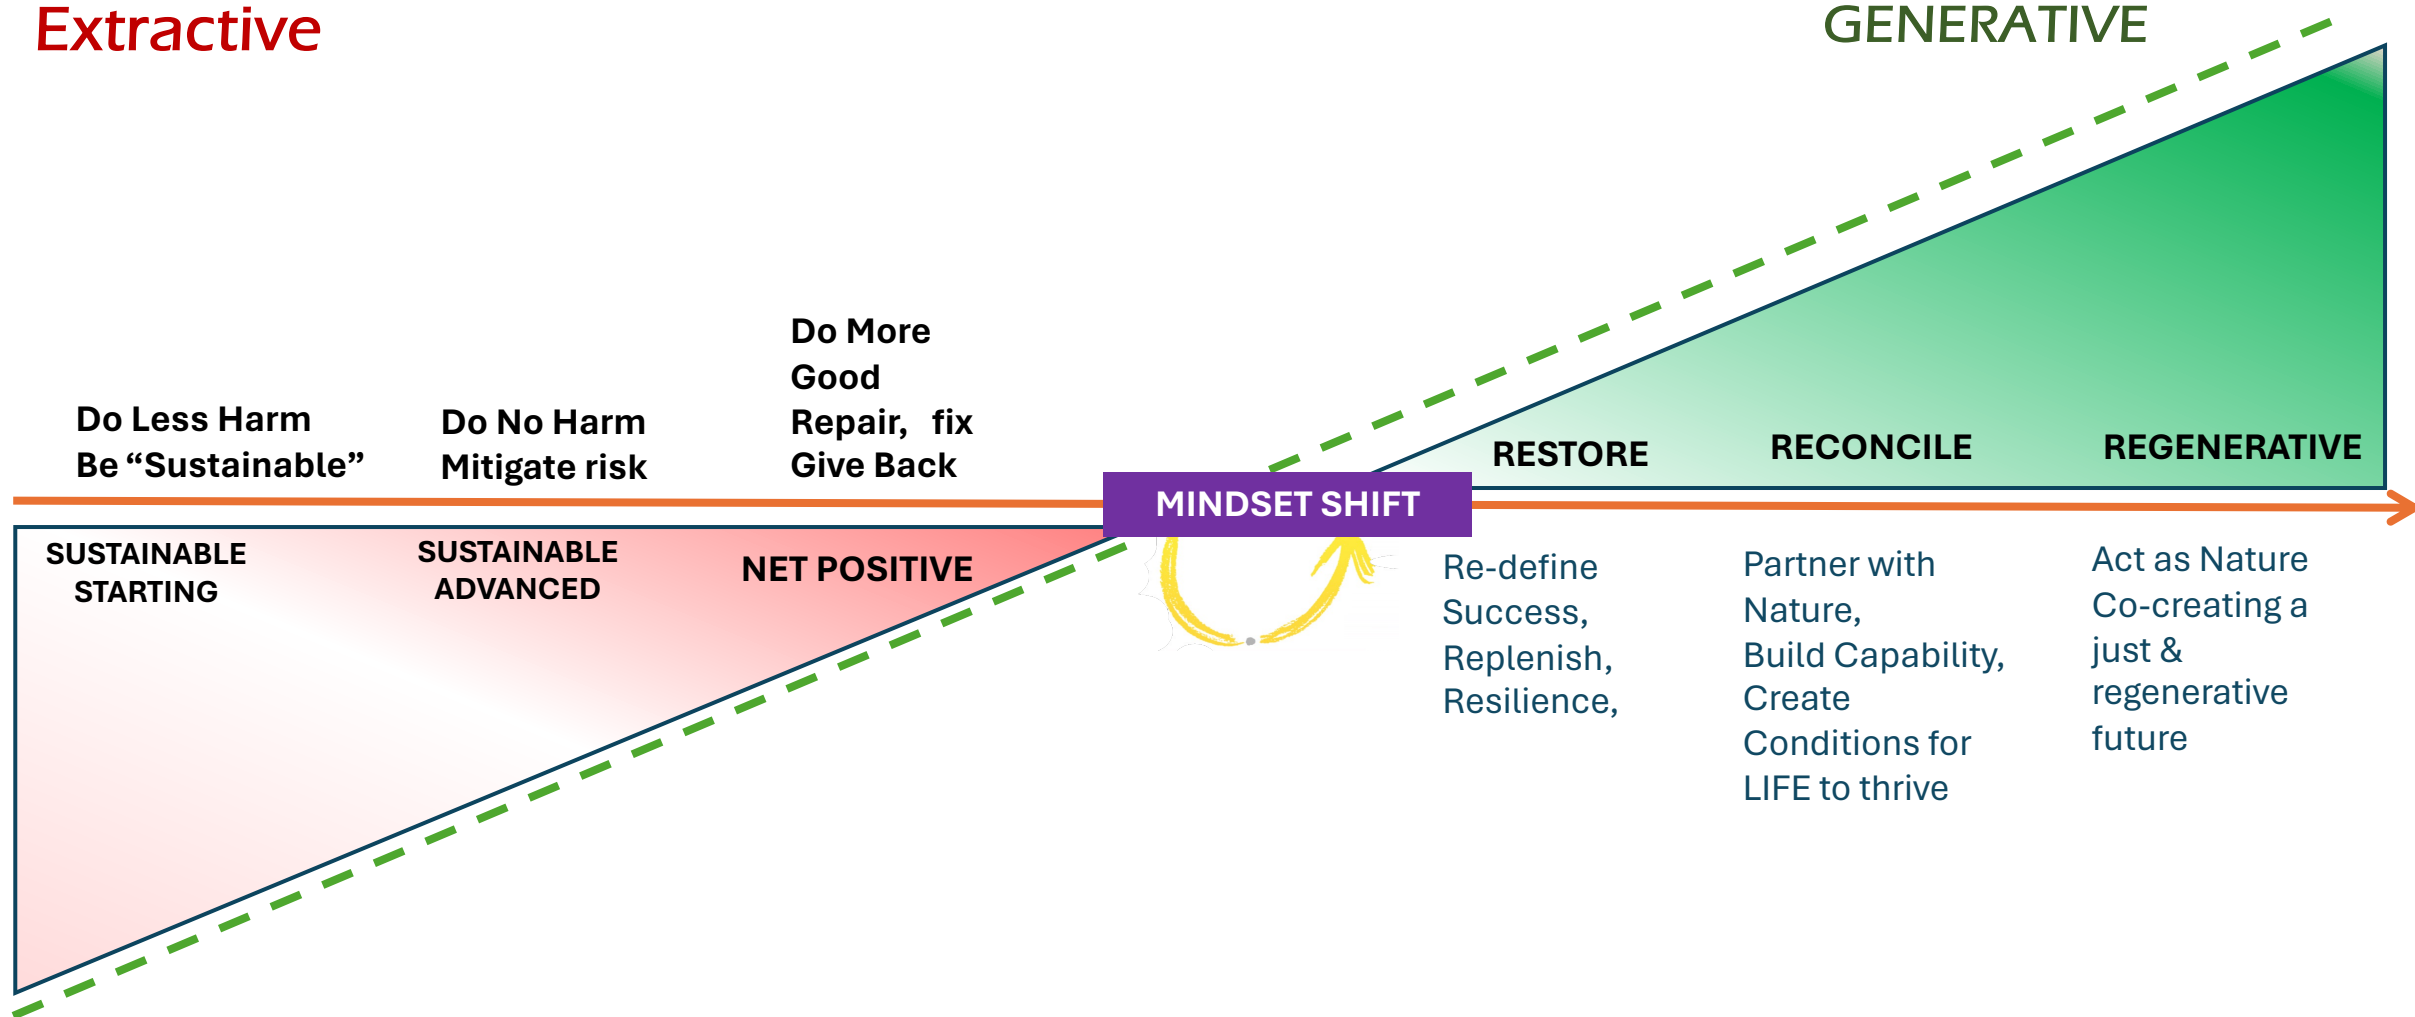 Extractive
GENERATIVE
Do Less Harm
Be “Sustainable”
Do No Harm
Mitigate risk
Do More
Good
Repair, fix
Give Back
MINDSET SHIFT
RESTORE
RECONCILE
REGENERATIVE
SUSTAINABLE
STARTING
SUSTAINABLE
ADVANCED
NET POSITIVE
Re-define
Success,
Replenish,
Resilience,
Partner with
Nature,
Build Capability,
Create
Conditions for
LIFE to thrive
Act as Nature
Co-creating a
just &
regenerative
future